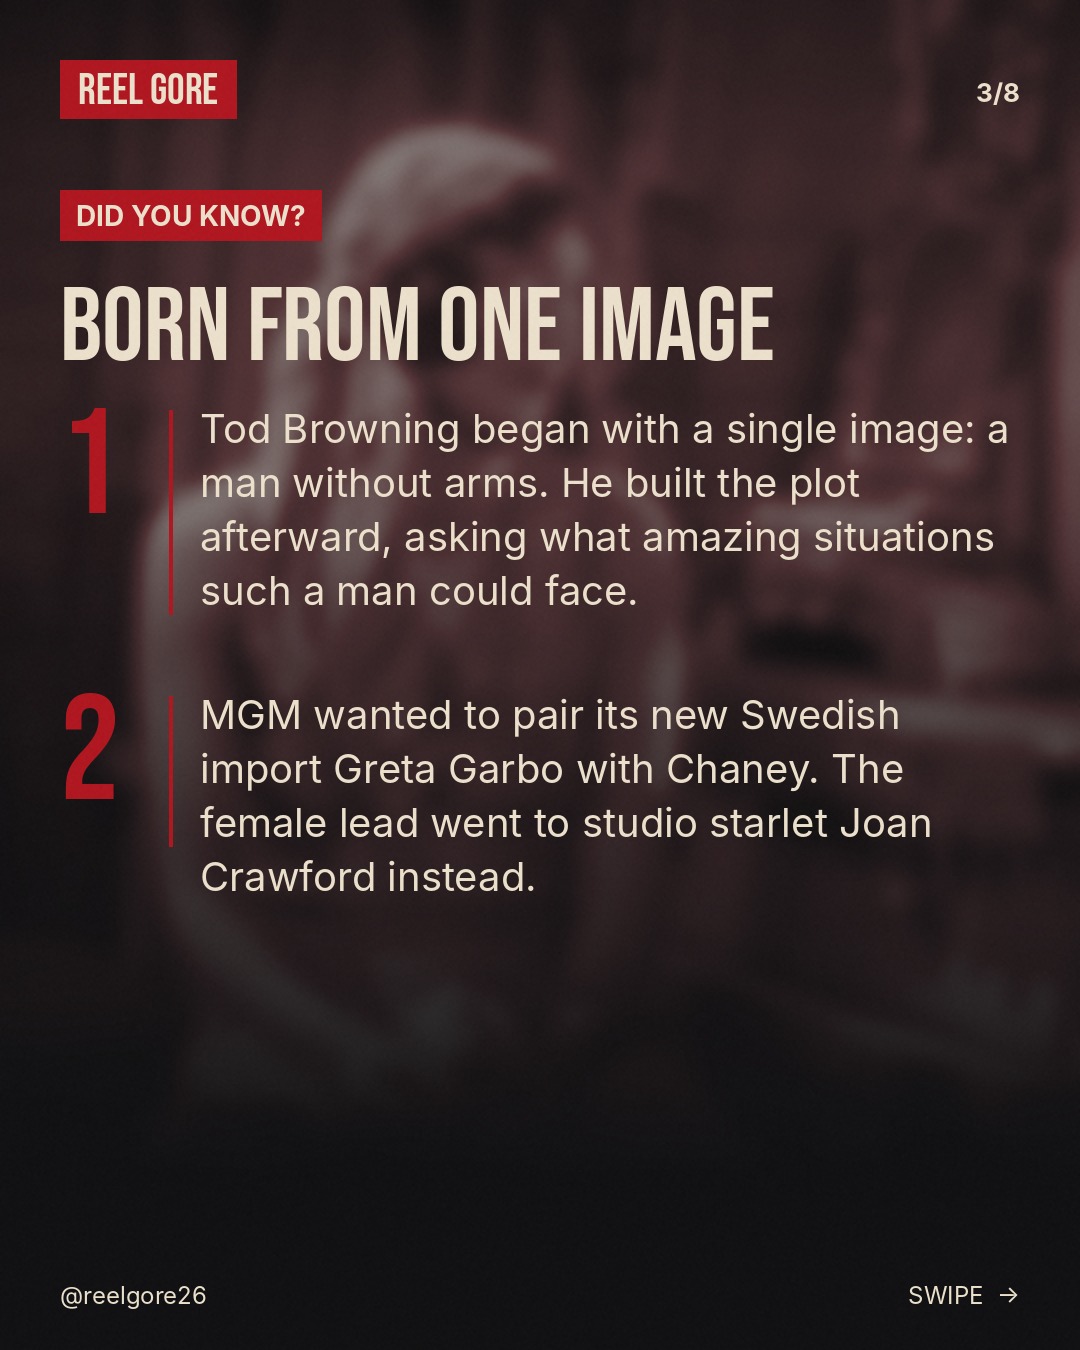 REEL GORE
3/8
DID YOU KNOW?
BORN FROM ONE IMAGE
1
Tod Browning began with a single image: a
man without arms. He built the plot
afterward, asking what amazing situations
such a man could face.
2
MGM wanted to pair its new Swedish
import Greta Garbo with Chaney. The
female lead went to studio starlet Joan
Crawford instead.
@reelgore26
SWIPE →